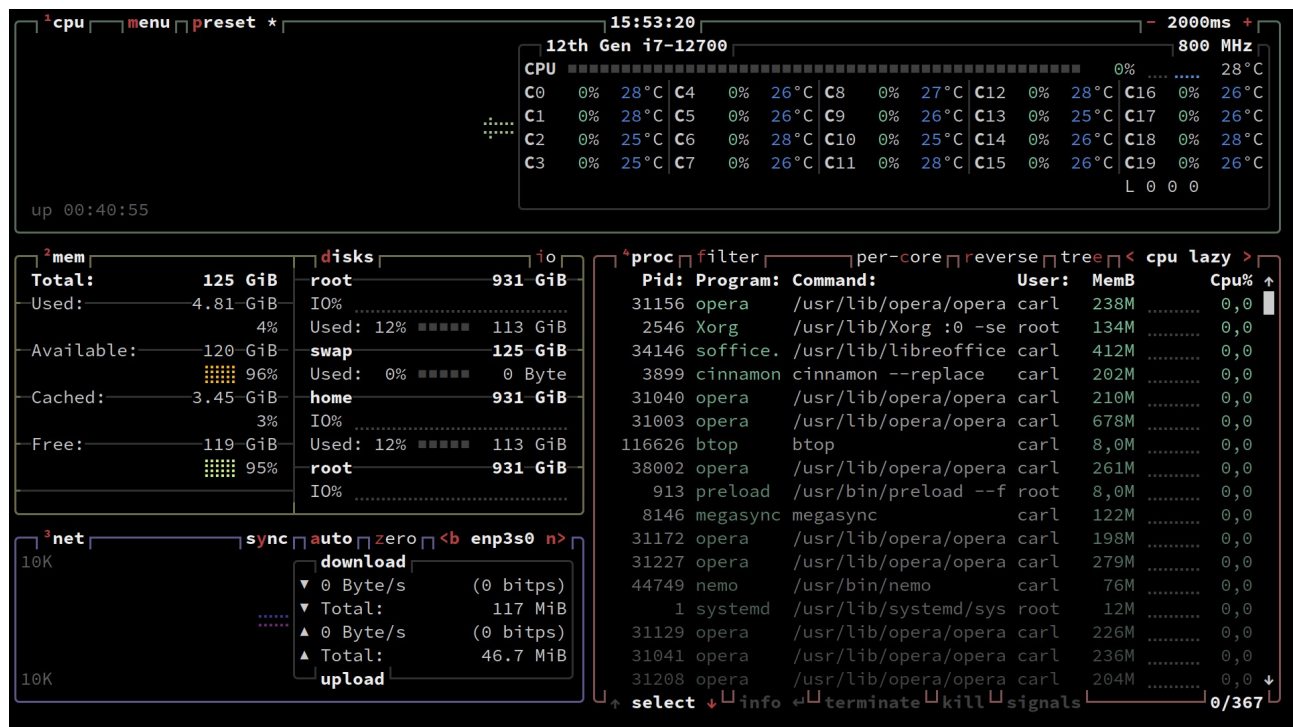 ¹cpu menu preset * 15:53:20 - 2000ms +
12th Gen i7-12700 800 MHz
CPU 0% 28°C
C0 0% 28°C C4 0% 26°C C8 0% 27°C C12 0% 28°C C16 0% 26°C
C1 0% 28°C C5 0% 26°C C9 0% 26°C C13 0% 25°C C17 0% 26°C
C2 0% 25°C C6 0% 28°C C10 0% 25°C C14 0% 26°C C18 0% 28°C
C3 0% 25°C C7 0% 26°C C11 0% 28°C C15 0% 26°C C19 0% 26°C
L 0 0 0
up 00:40:55
²mem
Total: 125 GiB
Used: 4.81 GiB
4%
Available: 120 GiB
96%
Cached: 3.45 GiB
3%
Free: 119 GiB
95%
disks io
root 931 GiB
IO%
Used: 12% 113 GiB
swap 125 GiB
Used: 0% 0 Byte
home 931 GiB
IO%
Used: 12% 113 GiB
root 931 GiB
IO%
³net sync auto zero <b enp3s0 n>
10K
download
▼ 0 Byte/s (0 bitps)
▼ Total: 117 MiB
▲ 0 Byte/s (0 bitps)
▲ Total: 46.7 MiB
upload
10K
⁴proc filter per-core reverse tree < cpu lazy >
Pid: Program: Command: User: MemB Cpu% ↑
31156 opera /usr/lib/opera/opera carl 238M 0,0
2546 Xorg /usr/lib/Xorg :0 -se root 134M 0,0
34146 soffice. /usr/lib/libreoffice carl 412M 0,0
3899 cinnamon cinnamon --replace carl 202M 0,0
31040 opera /usr/lib/opera/opera carl 210M 0,0
31003 opera /usr/lib/opera/opera carl 678M 0,0
116626 btop btop carl 8,0M 0,0
38002 opera /usr/lib/opera/opera carl 261M 0,0
913 preload /usr/bin/preload --f root 8,0M 0,0
8146 megasync megasync carl 122M 0,0
31172 opera /usr/lib/opera/opera carl 198M 0,0
31227 opera /usr/lib/opera/opera carl 279M 0,0
44749 nemo /usr/bin/nemo carl 76M 0,0
1 systemd /usr/lib/systemd/sys root 12M 0,0
31129 opera /usr/lib/opera/opera carl 226M 0,0
31041 opera /usr/lib/opera/opera carl 236M 0,0
31208 opera /usr/lib/opera/opera carl 204M 0,0 ↓
↑ select ↓ info ↵ terminate kill signals 0/367